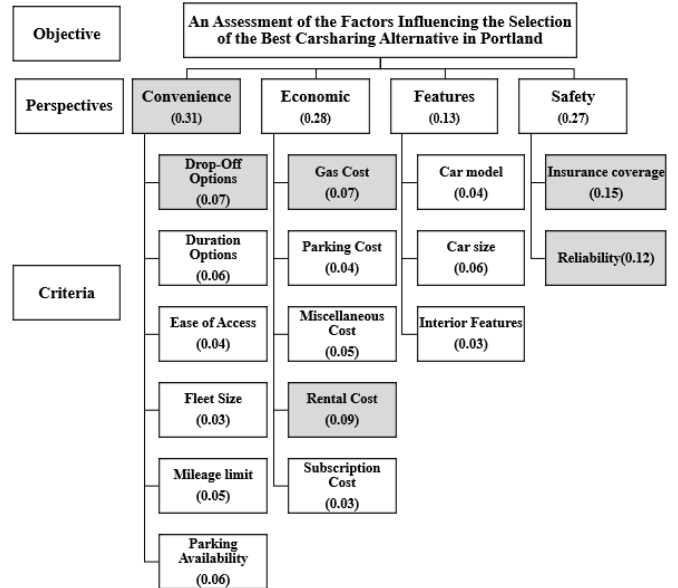 Objective
An Assessment of the Factors Influencing the Selection
of the Best Carsharing Alternative in Portland
Perspectives
Convenience
(0.31)
Economic
(0.28)
Features
(0.13)
Safety
(0.27)
Criteria
Drop-Off
Options
(0.07)
Duration
Options
(0.06)
Ease of Access
(0.04)
Fleet Size
(0.03)
Mileage limit
(0.05)
Parking
Availability
(0.06)
Gas Cost
(0.07)
Parking Cost
(0.04)
Miscellaneous
Cost
(0.05)
Rental Cost
(0.09)
Subscription
Cost
(0.03)
Car model
(0.04)
Car size
(0.06)
Interior Features
(0.03)
Insurance coverage
(0.15)
Reliability(0.12)